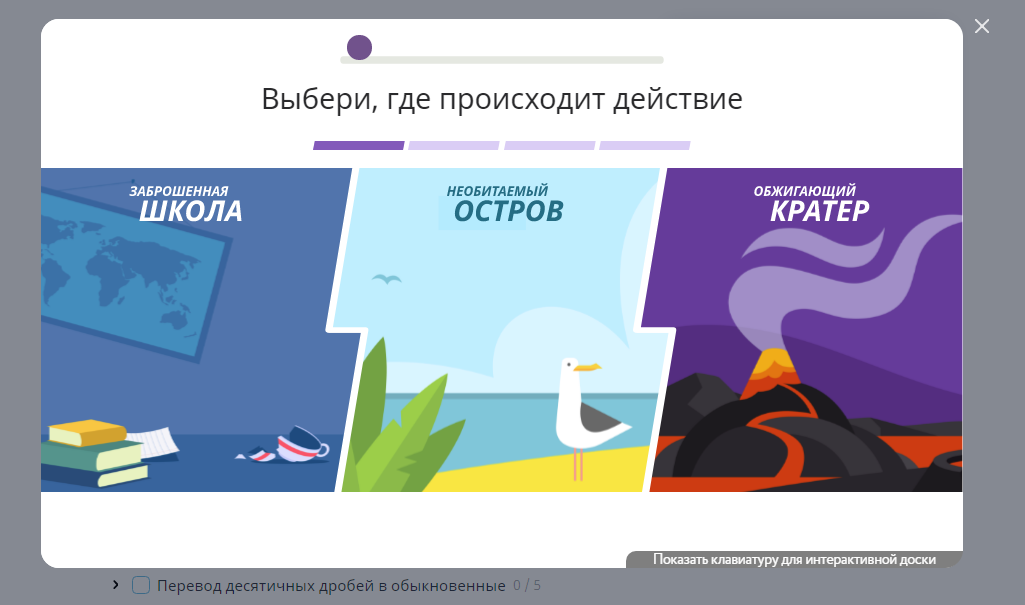 Выбери, где происходит действие
ЗАБРОШЕННАЯ
ШКОЛА
НЕОБИТАЕМЫЙ
ОСТРОВ
ОБЖИГАЮЩИЙ
КРАТЕР
Показать клавиатуру для интерактивной доски
Перевод десятичных дробей в обыкновенные 0 / 5